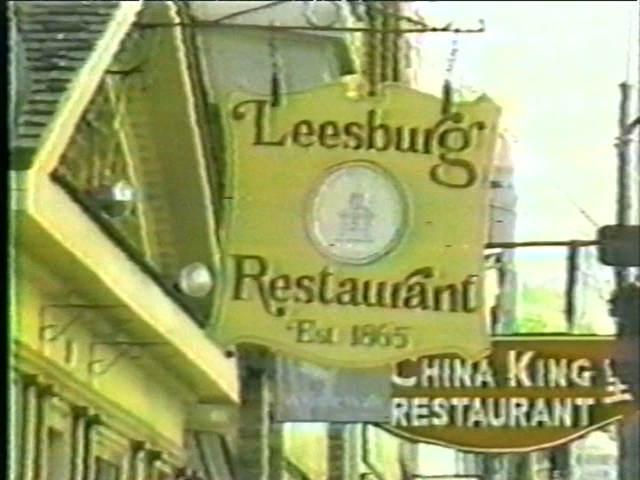 Leesburg
Restaurant
Est 1865
CHINA KING
RESTAURANT